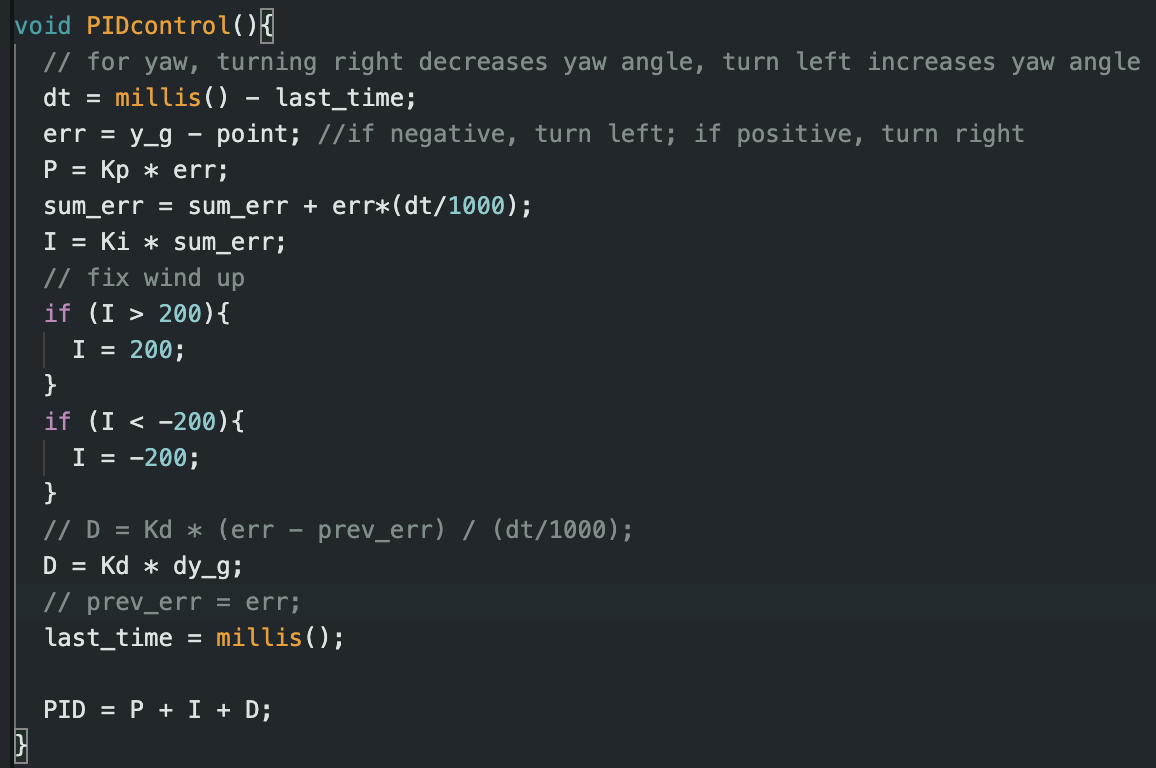 void PIDcontrol(){
  // for yaw, turning right decreases yaw angle, turn left increases yaw angle
  dt = millis() - last_time;
  err = y_g - point; //if negative, turn left; if positive, turn right
  P = Kp * err;
  sum_err = sum_err + err*(dt/1000);
  I = Ki * sum_err;
  // fix wind up
  if (I > 200){
    I = 200;
  }
  if (I < -200){
    I = -200;
  }
  // D = Kd * (err - prev_err) / (dt/1000);
  D = Kd * dy_g;
  // prev_err = err;
  last_time = millis();
  PID = P + I + D;
}